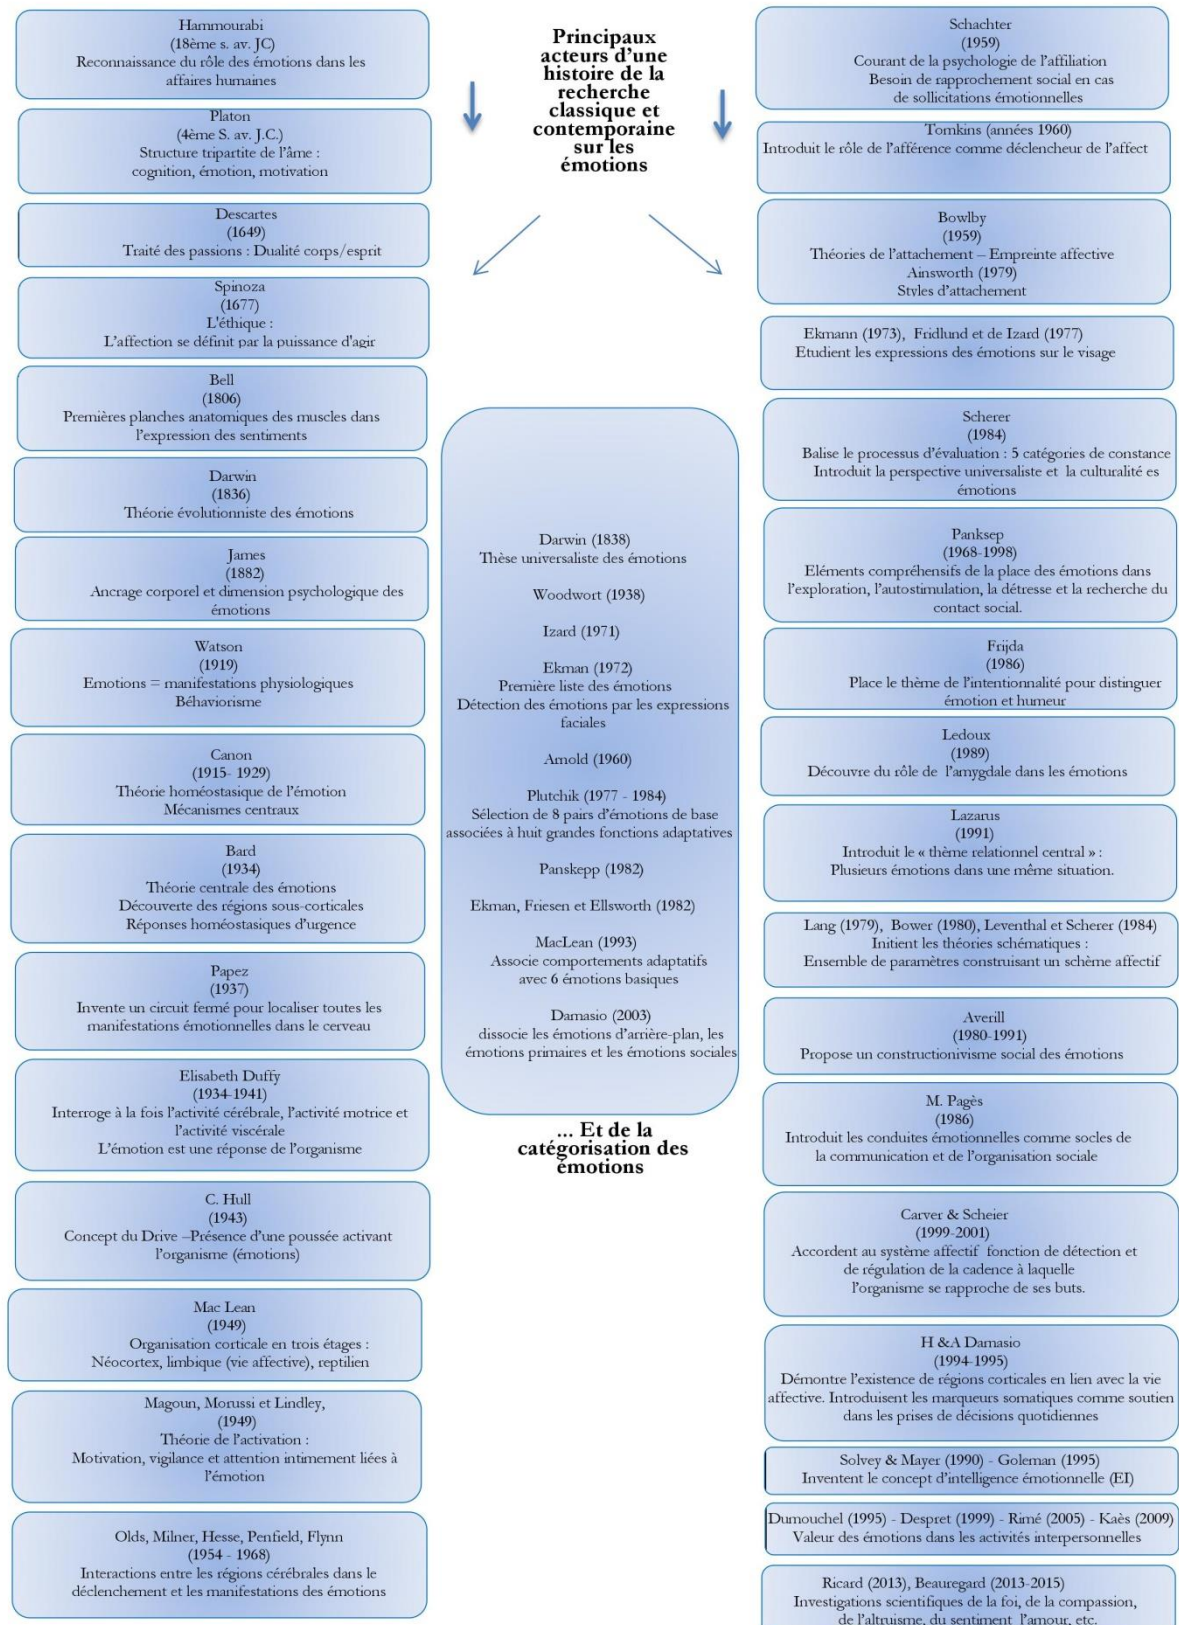 Principaux
acteurs d’une
histoire de la
recherche
classique et
contemporaine
sur les
émotions
Hammourabi
(18ème s. av. JC)
Reconnaissance du rôle des émotions dans les
affaires humaines
Platon
(4ème S. av. J.C.)
Structure tripartite de l’âme :
cognition, émotion, motivation
Descartes
(1649)
Traité des passions : Dualité corps/esprit
Spinoza
(1677)
L'éthique :
L’affection se définit par la puissance d'agir
Bell
(1806)
Premières planches anatomiques des muscles dans
l’expression des sentiments
Darwin
(1836)
Théorie évolutionniste des émotions
James
(1882)
Ancrage corporel et dimension psychologique des
émotions
Watson
(1919)
Emotions = manifestations physiologiques
Béhaviorisme
Canon
(1915- 1929)
Théorie homéostasique de l’émotion
Mécanismes centraux
Bard
(1934)
Théorie centrale des émotions
Découverte des régions sous-corticales
Réponses homéostasiques d’urgence
Papez
(1937)
Invente un circuit fermé pour localiser toutes les
manifestations émotionnelles dans le cerveau
Elisabeth Duffy
(1934-1941)
Interroge à la fois l’activité cérébrale, l’activité motrice et
l’activité viscérale
L’émotion est une réponse de l’organisme
C. Hull
(1943)
Concept du Drive –Présence d’une poussée activant
l’organisme (émotions)
Mac Lean
(1949)
Organisation corticale en trois étages :
Néocortex, limbique (vie affective), reptilien
Magoun, Morussi et Lindley,
(1949)
Théorie de l’activation :
Motivation, vigilance et attention intimement liées à
l’émotion
Olds, Milner, Hesse, Penfield, Flynn
(1954 - 1968)
Interactions entre les régions cérébrales dans le
déclenchement et les manifestations des émotions
Darwin (1838)
Thèse universaliste des émotions
Woodwort (1938)
Izard (1971)
Ekman (1972)
Première liste des émotions
Détection des émotions par les expressions
faciales
Arnold (1960)
Plutchik (1977 - 1984)
Sélection de 8 pairs d’émotions de base
associées à huit grandes fonctions adaptatives
Panskepp (1982)
Ekman, Friesen et Ellsworth (1982)
MacLean (1993)
Associe comportements adaptatifs
avec 6 émotions basiques
Damasio (2003)
dissocie les émotions d’arrière-plan, les
émotions primaires et les émotions sociales
... Et de la
catégorisation des
émotions
Schachter
(1959)
Courant de la psychologie de l’affiliation
Besoin de rapprochement social en cas
de sollicitations émotionnelles
Tomkins (années 1960)
Introduit le rôle de l’afférence comme déclencheur de l’affect
Bowlby
(1959)
Théories de l’attachement – Empreinte affective
Ainsworth (1979)
Styles d’attachement
Ekmann (1973), Fridlund et de Izard (1977)
Etudient les expressions des émotions sur le visage
Scherer
(1984)
Balise le processus d’évaluation : 5 catégories de constance
Introduit la perspective universaliste et la culturalité es
émotions
Panksep
(1968-1998)
Eléments compréhensifs de la place des émotions dans
l’exploration, l’autostimulation, la détresse et la recherche du
contact social.
Frijda
(1986)
Place le thème de l’intentionnalité pour distinguer
émotion et humeur
Ledoux
(1989)
Découvre du rôle de l’amygdale dans les émotions
Lazarus
(1991)
Introduit le « thème relationnel central » :
Plusieurs émotions dans une même situation.
Lang (1979), Bower (1980), Leventhal et Scherer (1984)
Initient les théories schématiques :
Ensemble de paramètres construisant un schème affectif
Averill
(1980-1991)
Propose un constructionivisme social des émotions
M. Pagès
(1986)
Introduit les conduites émotionnelles comme socles de
la communication et de l’organisation sociale
Carver & Scheier
(1999-2001)
Accordent au système affectif fonction de détection et
de régulation de la cadence à laquelle
l’organisme se rapproche de ses buts.
H &A Damasio
(1994-1995)
Démontre l’existence de régions corticales en lien avec la vie
affective. Introduisent les marqueurs somatiques comme soutien
dans les prises de décisions quotidiennes
Solvey & Mayer (1990) - Goleman (1995)
Inventent le concept d’intelligence émotionnelle (EI)
Dumouchel (1995) - Despret (1999) - Rimé (2005) - Kaès (2009)
Valeur des émotions dans les activités interpersonnelles
Ricard (2013), Beauregard (2013-2015)
Investigations scientifiques de la foi, de la compassion,
de l’altruisme, du sentiment l’amour, etc.